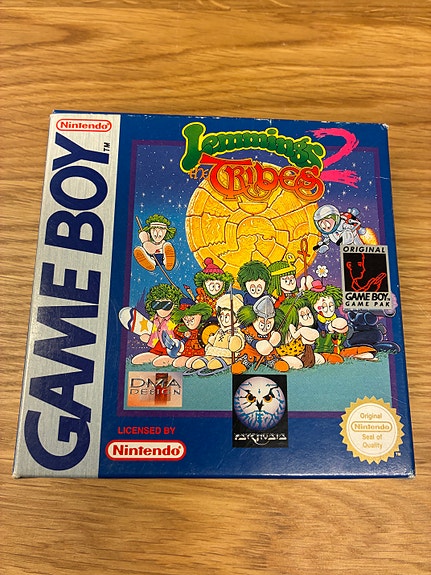 Nintendo
GAME BOY™
Lemmings 2
the TRIBES
ORIGINAL
GAME BOY
GAME PAK
DMA
DESIGN
PSYGNOSIS
LICENSED BY
Nintendo
Original
Nintendo
Seal of
Quality